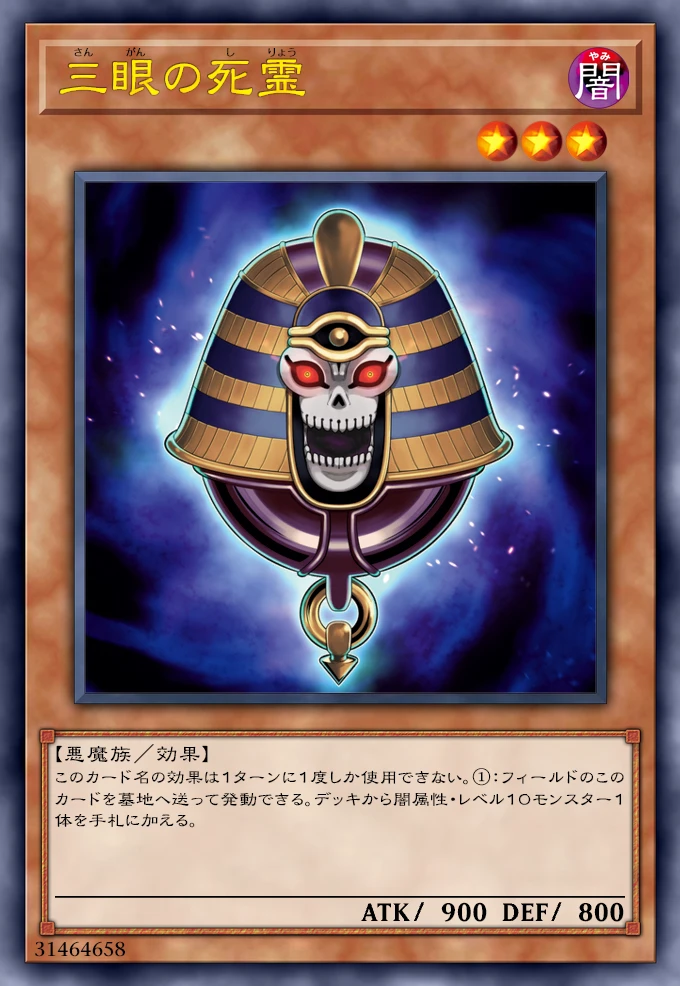 さん がん し りょう
三眼の死霊
やみ
闇
【悪魔族／効果】
このカード名の効果は1ターンに1度しか使用できない。①:フィールドのこの
カードを墓地へ送って発動できる。デッキから闇属性・レベル10モンスター1
体を手札に加える。
ATK/ 900 DEF/ 800
31464658